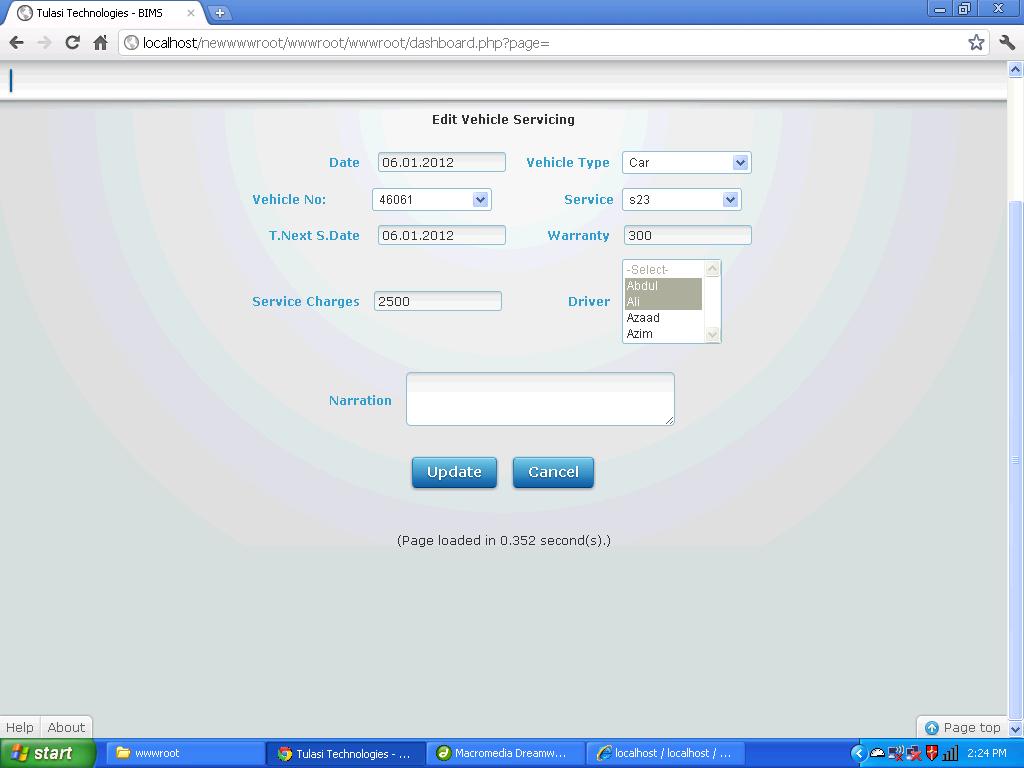 Tulasi Technologies - BIMS
localhost/newwwwroot/wwwroot/wwwroot/dashboard.php?page=
Edit Vehicle Servicing
Date 06.01.2012 Vehicle Type Car
Vehicle No: 46061 Service s23
T.Next S.Date 06.01.2012 Warranty 300
-Select-
Abdul
Service Charges 2500 Driver Ali
Azaad
Azim
Narration
Update Cancel
(Page loaded in 0.352 second(s).)
Help About Page top
start wwwroot Tulasi Technologies - ... Macromedia Dreamw... localhost / localhost / ... 2:24 PM